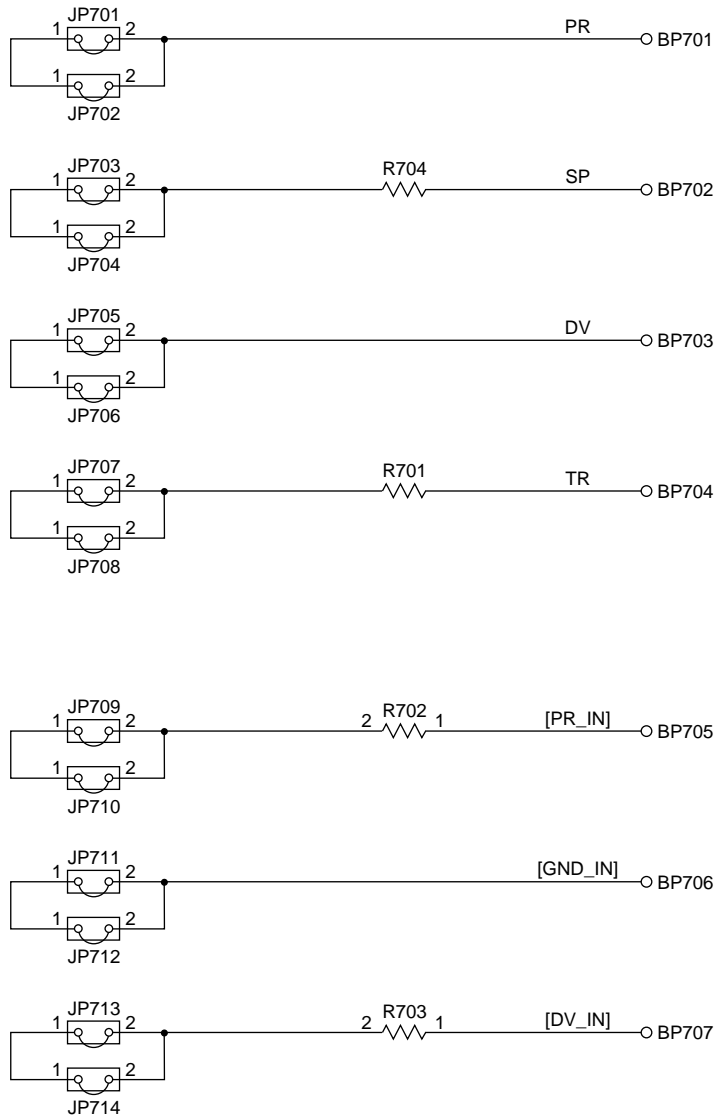 JP701
1 2 PR BP701
1 2
JP702
JP703 R704
1 2 SP BP702
1 2
JP704
JP705
1 2 DV BP703
1 2
JP706
JP707 R701
1 2 TR BP704
1 2
JP708
JP709 R702
1 2 2 1 [PR_IN] BP705
1 2
JP710
JP711
1 2 [GND_IN] BP706
1 2
JP712
JP713 R703
1 2 2 1 [DV_IN] BP707
1 2
JP714